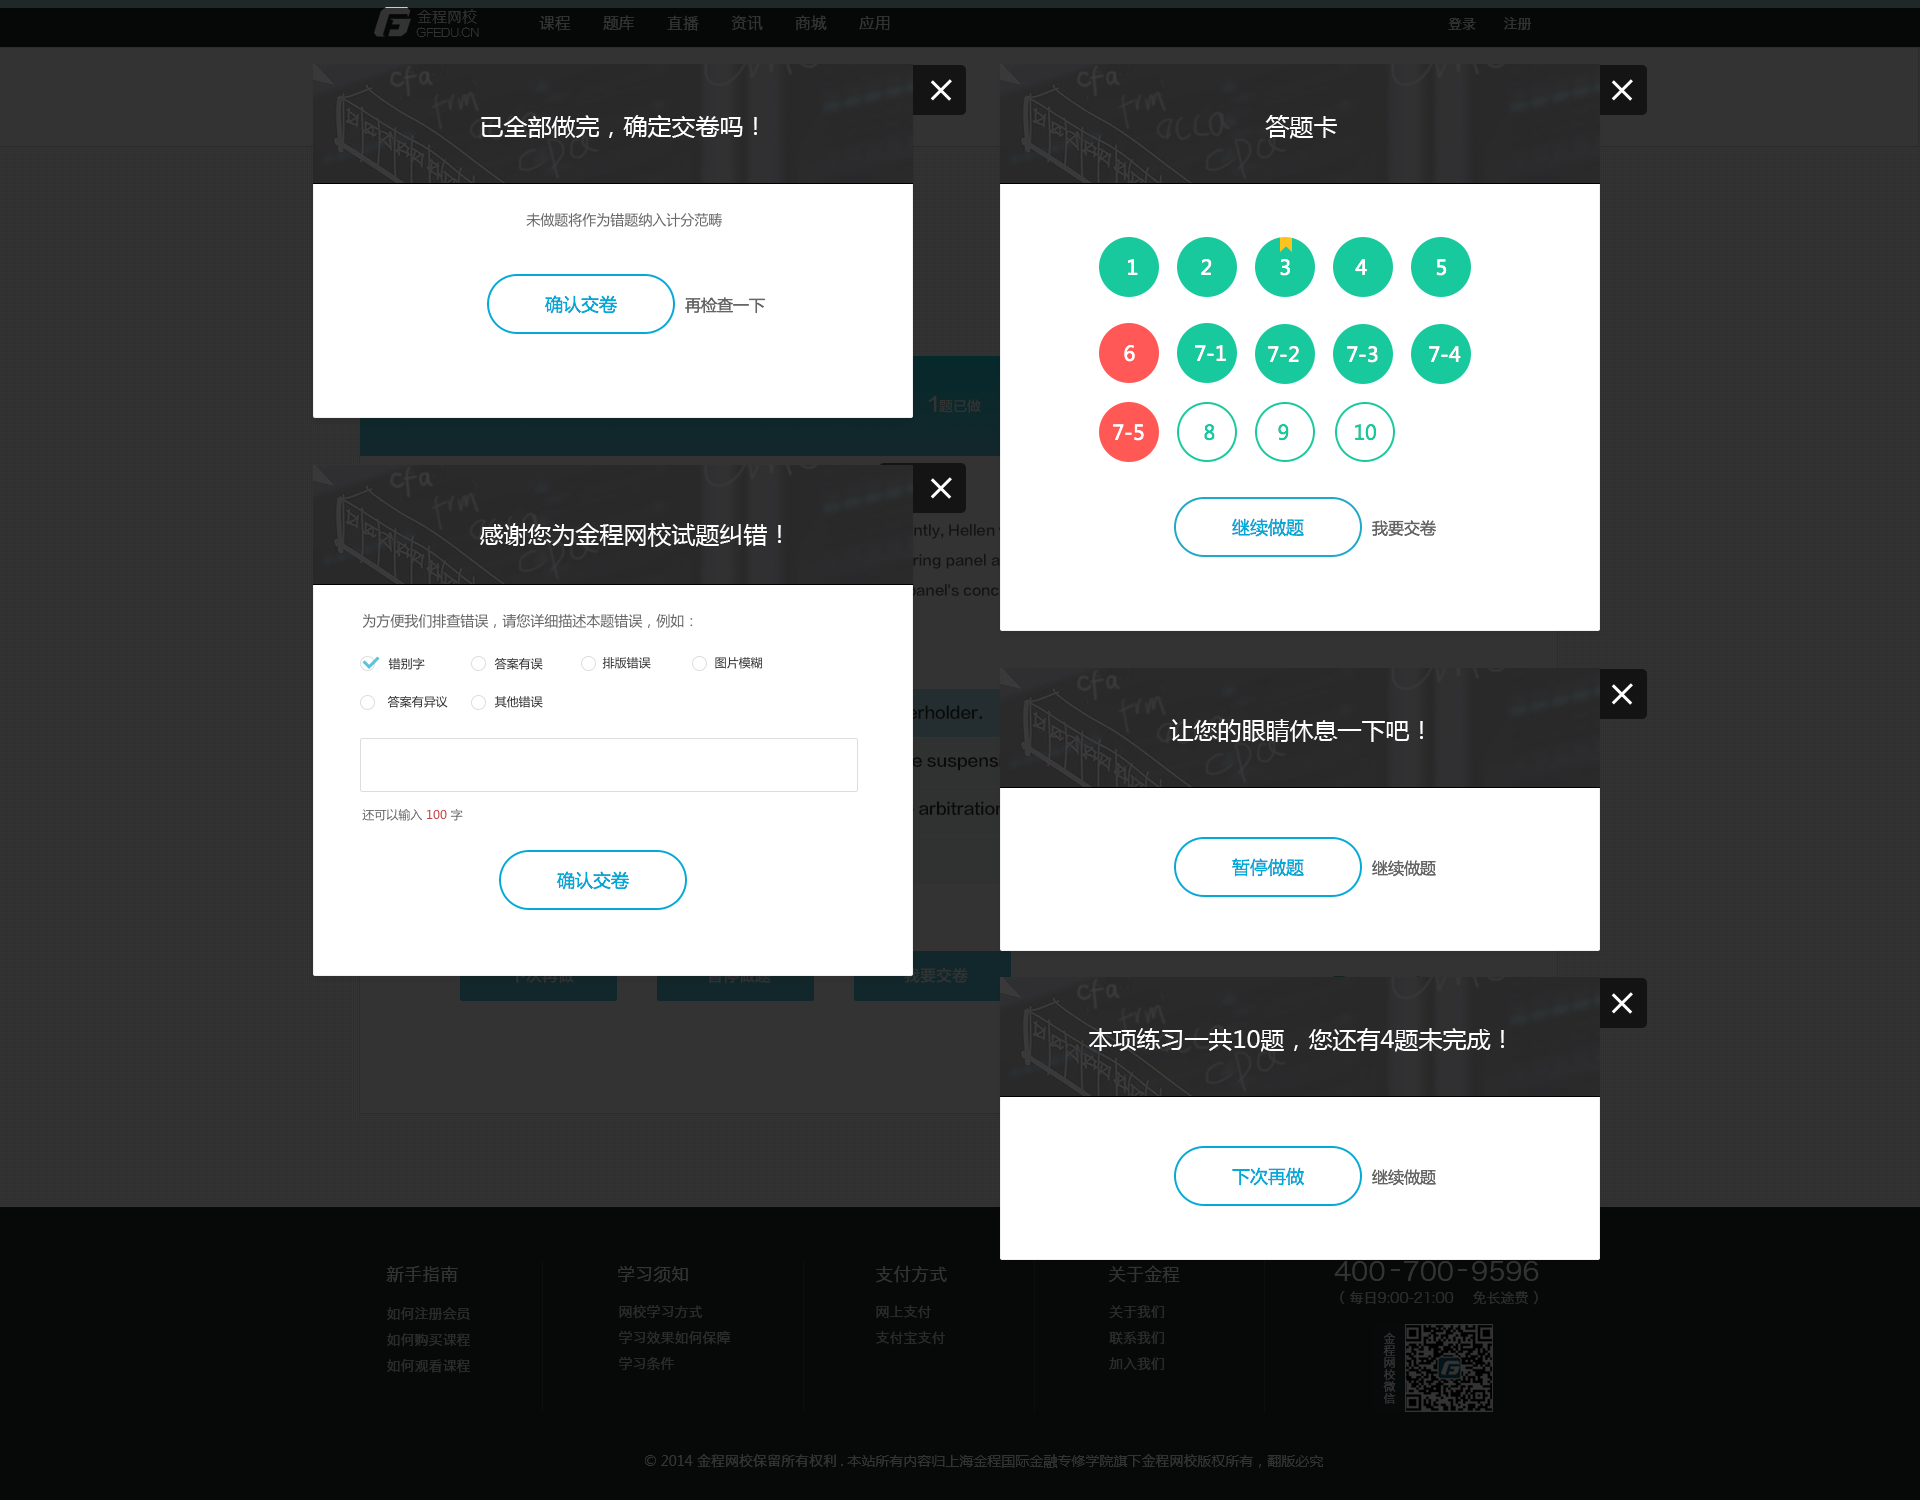 金程网校
GFEDU.CN
课程 题库 直播 资讯 商城 应用
登录 注册
cfa
frm
acca
cpa
已全部做完，确定交卷吗！
未做题将作为错题纳入计分范畴
确认交卷 再检查一下
1题已做
答题卡
1 2 3 4 5
6 7-1 7-2 7-3 7-4
7-5 8 9 10
继续做题 我要交卷
感谢您为金程网校试题纠错！
ntly, Hellen
ring panel a
panel's conc
为方便我们排查错误，请您详细描述本题错误，例如：
错别字 答案有误 排版错误 图片模糊
答案有异议 其他错误
还可以输入 100 字
确认交卷
erholder.
e suspens
arbitration
让您的眼睛休息一下吧！
暂停做题 继续做题
下次再做 暂停做题 我要交卷
本项练习一共10题，您还有4题未完成！
下次再做 继续做题
新手指南
如何注册会员
如何购买课程
如何观看课程
学习须知
网校学习方式
学习效果如何保障
学习条件
支付方式
网上支付
支付宝支付
关于金程
关于我们
联系我们
加入我们
400-700-9596
（ 每日9:00-21:00 免长途费 ）
金程网校微信
© 2014 金程网校保留所有权利 . 本站所有内容归上海金程国际金融专修学院旗下金程网校版权所有，翻版必究